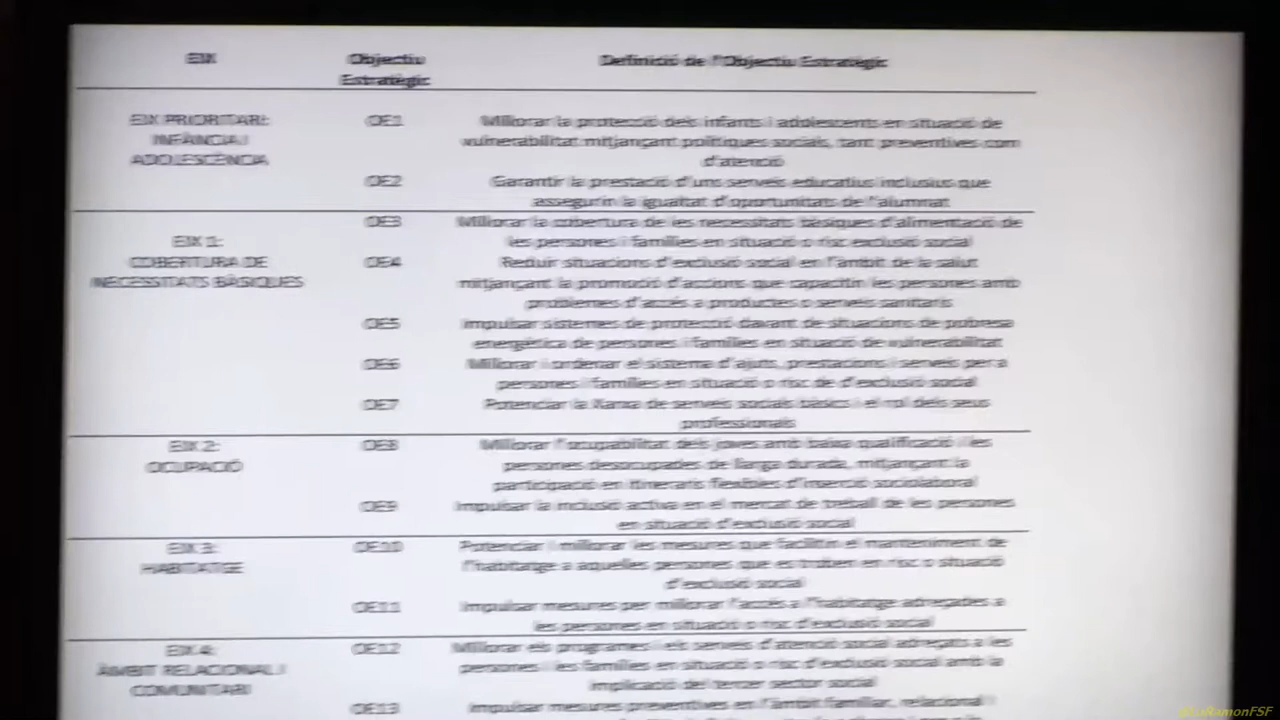 EIX Objectiu Definició de l'Objectiu Estratègic
Estratègic
EIX PRIORITARI: OE1 Millorar la protecció dels infants i adolescents en situació de
INFÀNCIA I vulnerabilitat mitjançant polítiques socials, tant preventives com
ADOLESCÈNCIA d'atenció
OE2 Garantir la prestació d'uns serveis educatius inclusius que
assegurin la igualtat d'oportunitats de l'alumnat
OE3 Millorar la cobertura de les necessitats bàsiques d'alimentació de
EIX 1: les persones i famílies en situació o risc exclusió social
COBERTURA DE OE4 Reduir situacions d'exclusió social en l'àmbit de la salut
NECESSITATS BÀSIQUES mitjançant la promoció d'accions que capacitin les persones amb
problemes d'accés a productes o serveis sanitaris
OE5 Impulsar sistemes de protecció davant de situacions de pobresa
energètica de persones i famílies en situació de vulnerabilitat
OE6 Millorar i ordenar el sistema d'ajuts, prestacions i serveis per a
persones i famílies en situació o risc de d'exclusió social
OE7 Potenciar la Xarxa de serveis socials bàsics i el rol dels seus
professionals
EIX 2: OE8 Millorar l'ocupabilitat dels joves amb baixa qualificació i les
OCUPACIÓ persones desocupades de llarga durada, mitjançant la
participació en itineraris flexibles d'inserció sociolaboral
OE9 Impulsar la inclusió activa en el mercat de treball de les persones
en situació d'exclusió social
EIX 3: OE10 Potenciar i millorar les mesures que facilitin el manteniment de
HABITATGE l'habitatge a aquelles persones que es troben en risc o situació
d'exclusió social
OE11 Impulsar mesures per millorar l'accés a l'habitatge adreçades a
les persones en situació o risc d'exclusió social
EIX 4: OE12 Millorar els programes i els serveis d'atenció social adreçats a les
ÀMBIT RELACIONAL I persones i les famílies en situació o risc d'exclusió social amb la
COMUNITARI implicació del tercer sector social
OE13 Impulsar mesures preventives en l'àmbit familiar, relacional i